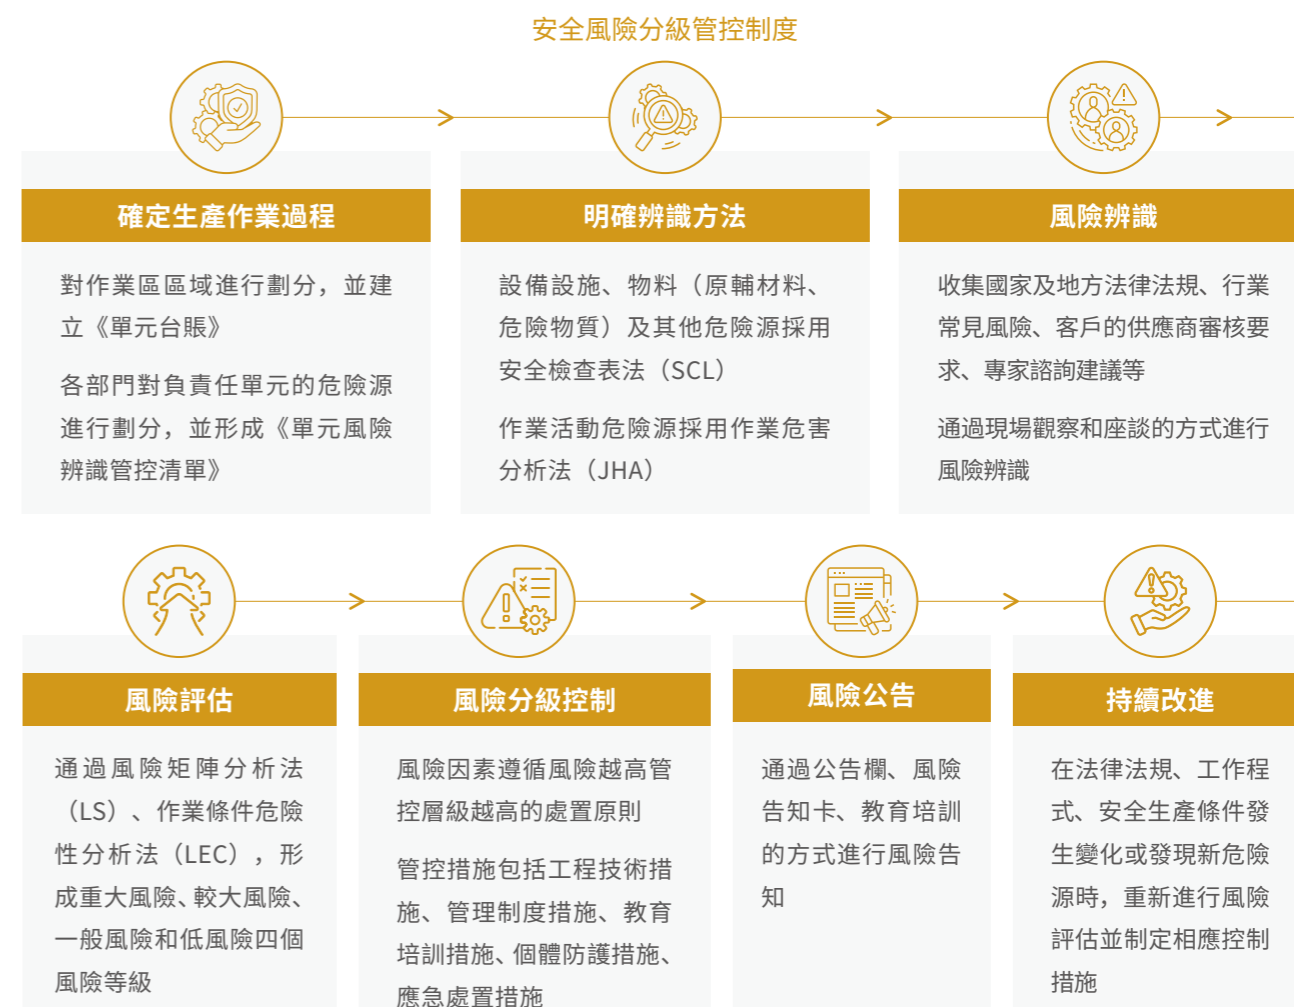 安全風險分級管控制度
確定生產作業過程
對作業區區域進行劃分，並建
立《單元台賬》
各部門對負責任單元的危險源
進行劃分，並形成《單元風險
辨識管控清單》
明確辨識方法
設備設施、物料（原輔材料、
危險物質）及其他危險源採用
安全檢查表法（SCL）
作業活動危險源採用作業危害
分析法（JHA）
風險辨識
收集國家及地方法律法規、行業
常見風險、客戶的供應商審核要
求、專家諮詢建議等
通過現場觀察和座談的方式進行
風險辨識
風險評估
通過風險矩陣分析法
（LS）、作業條件危險
性分析法（LEC），形
成重大風險、較大風險、
一般風險和低風險四個
風險等級
風險分級控制
風險因素遵循風險越高管
控層級越高的處置原則
管控措施包括工程技術措
施、管理制度措施、教育
培訓措施、個體防護措施、
應急處置措施
風險公告
通過公告欄、風險
告知卡、教育培訓
的方式進行風險告
知
持續改進
在法律法規、工作程
式、安全生產條件發
生變化或發現新危險
源時，重新進行風險
評估並制定相應控制
措施